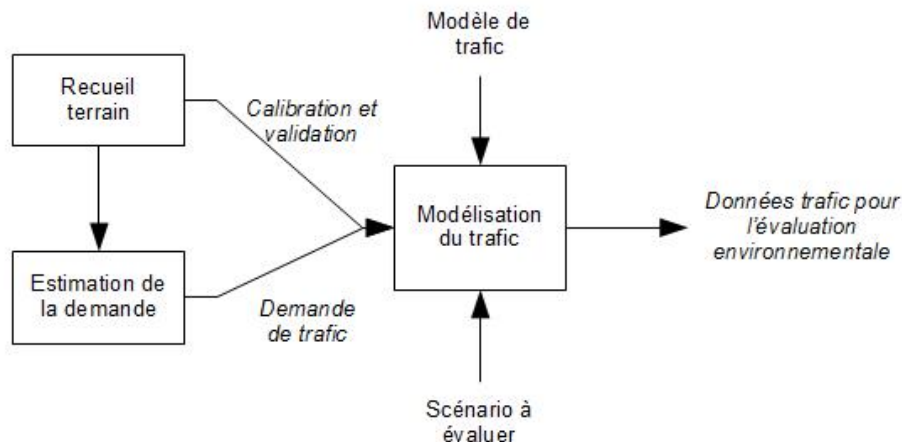 Modèle de
trafic
Recueil
terrain
Calibration et
validation
Modélisation
du trafic
Données trafic pour
l'évaluation
environnementale
Estimation de
la demande
Demande
de trafic
Scénario à
évaluer